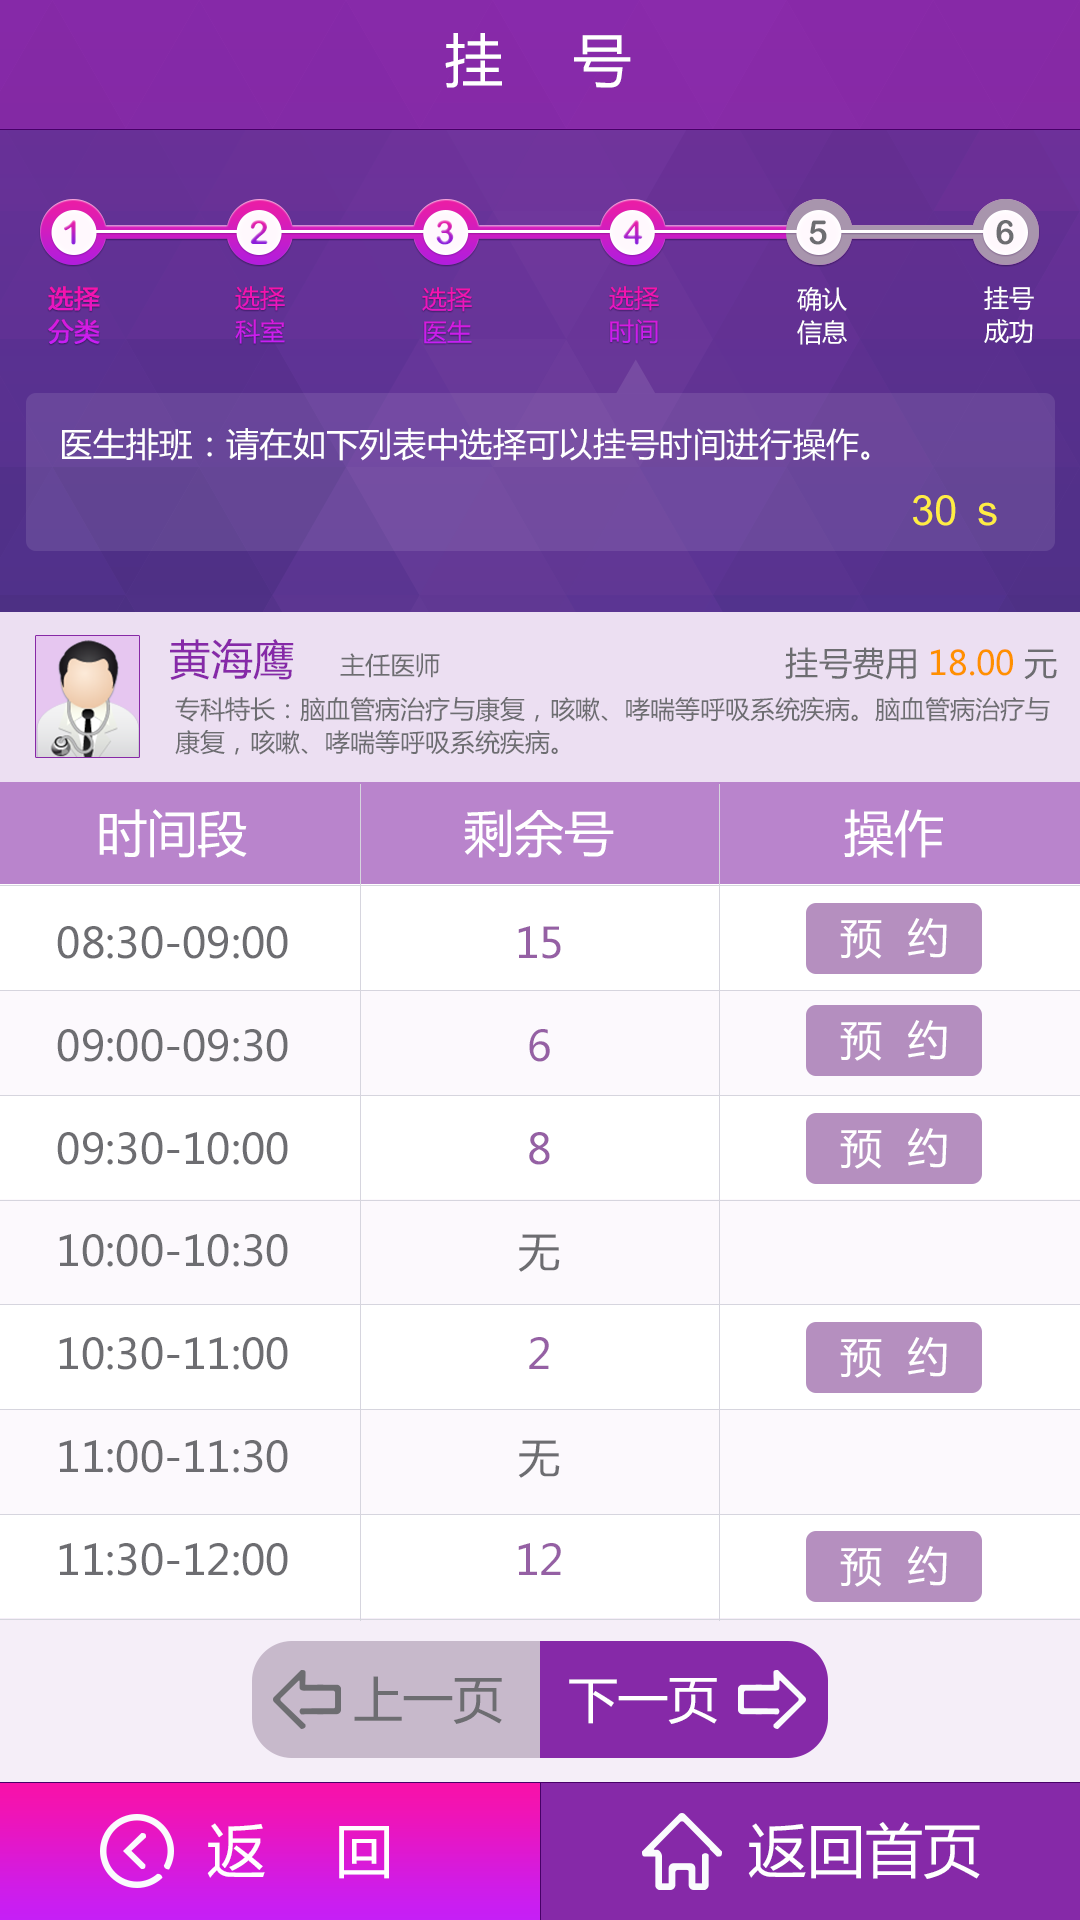 挂 号
1 2 3 4 5 6
选择 选择 选择 选择 确认 挂号
分类 科室 医生 时间 信息 成功
医生排班：请在如下列表中选择可以挂号时间进行操作。
30 s
黄海鹰 主任医师 挂号费用 18.00 元
专科特长：脑血管病治疗与康复，咳嗽、哮喘等呼吸系统疾病。脑血管病治疗与
康复，咳嗽、哮喘等呼吸系统疾病。
时间段 剩余号 操作
08:30-09:00 15 预 约
09:00-09:30 6 预 约
09:30-10:00 8 预 约
10:00-10:30 无
10:30-11:00 2 预 约
11:00-11:30 无
11:30-12:00 12 预 约
上一页 下一页
返 回 返回首页